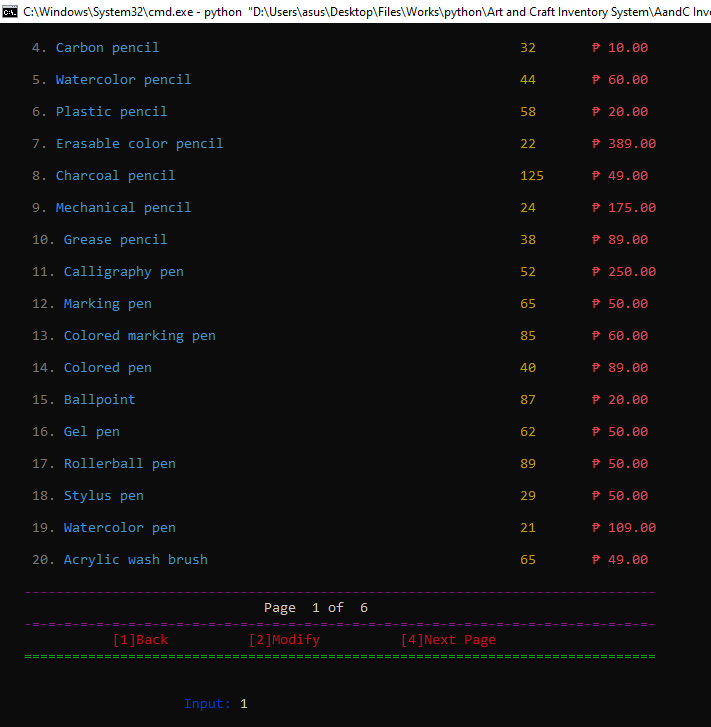 C:\Windows\System32\cmd.exe - python "D:\Users\asus\Desktop\Files\Works\python\Art and Craft Inventory System\AandC Inve
4. Carbon pencil 32 ₱ 10.00
5. Watercolor pencil 44 ₱ 60.00
6. Plastic pencil 58 ₱ 20.00
7. Erasable color pencil 22 ₱ 389.00
8. Charcoal pencil 125 ₱ 49.00
9. Mechanical pencil 24 ₱ 175.00
10. Grease pencil 38 ₱ 89.00
11. Calligraphy pen 52 ₱ 250.00
12. Marking pen 65 ₱ 50.00
13. Colored marking pen 85 ₱ 60.00
14. Colored pen 40 ₱ 89.00
15. Ballpoint 87 ₱ 20.00
16. Gel pen 62 ₱ 50.00
17. Rollerball pen 89 ₱ 50.00
18. Stylus pen 29 ₱ 50.00
19. Watercolor pen 21 ₱ 109.00
20. Acrylic wash brush 65 ₱ 49.00
Page 1 of 6
[1]Back [2]Modify [4]Next Page
Input: 1